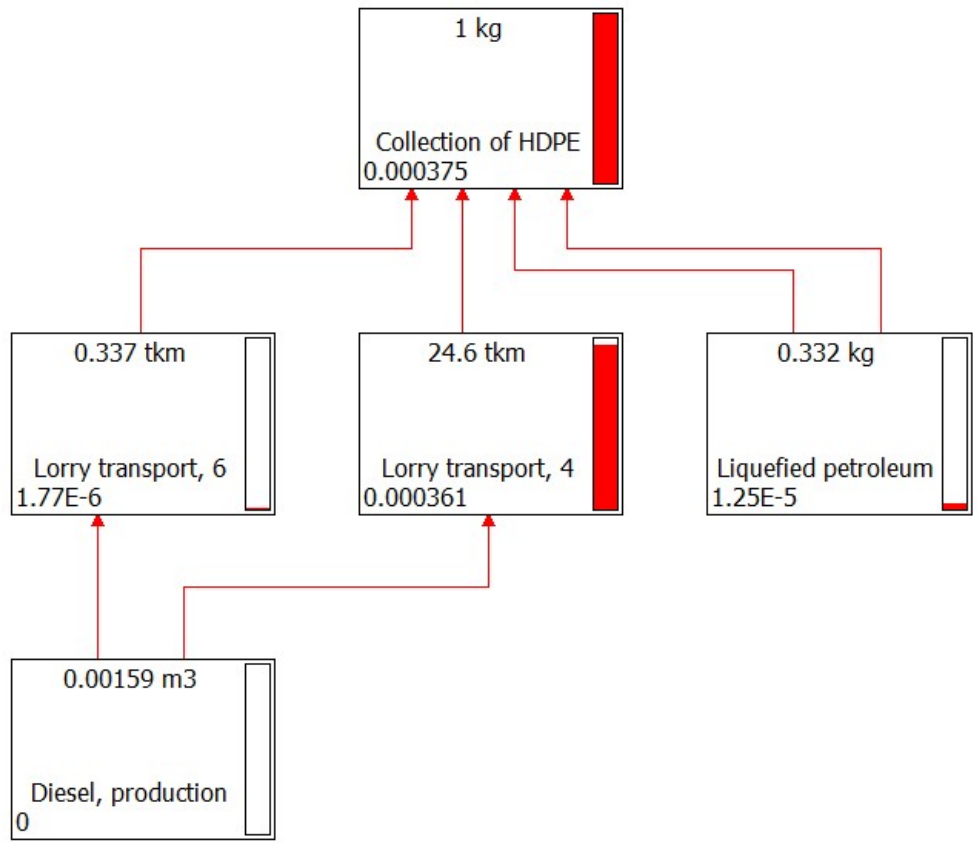 1 kg
Collection of HDPE
0.000375
0.337 tkm
Lorry transport, 6
1.77E-6
24.6 tkm
Lorry transport, 4
0.000361
0.332 kg
Liquefied petroleum
1.25E-5
0.00159 m3
Diesel, production
0